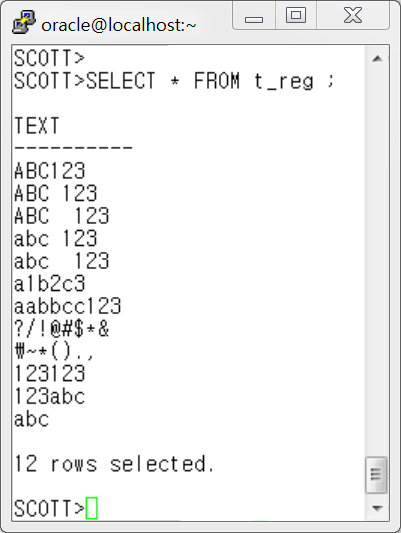 oracle@localhost:~
SCOTT>
SCOTT>SELECT * FROM t_reg ;
TEXT
----------
ABC123
ABC 123
ABC  123
abc 123
abc  123
a1b2c3
aabbcc123
?/!@#$*&
₩~*().,
123123
123abc
abc
12 rows selected.
SCOTT>